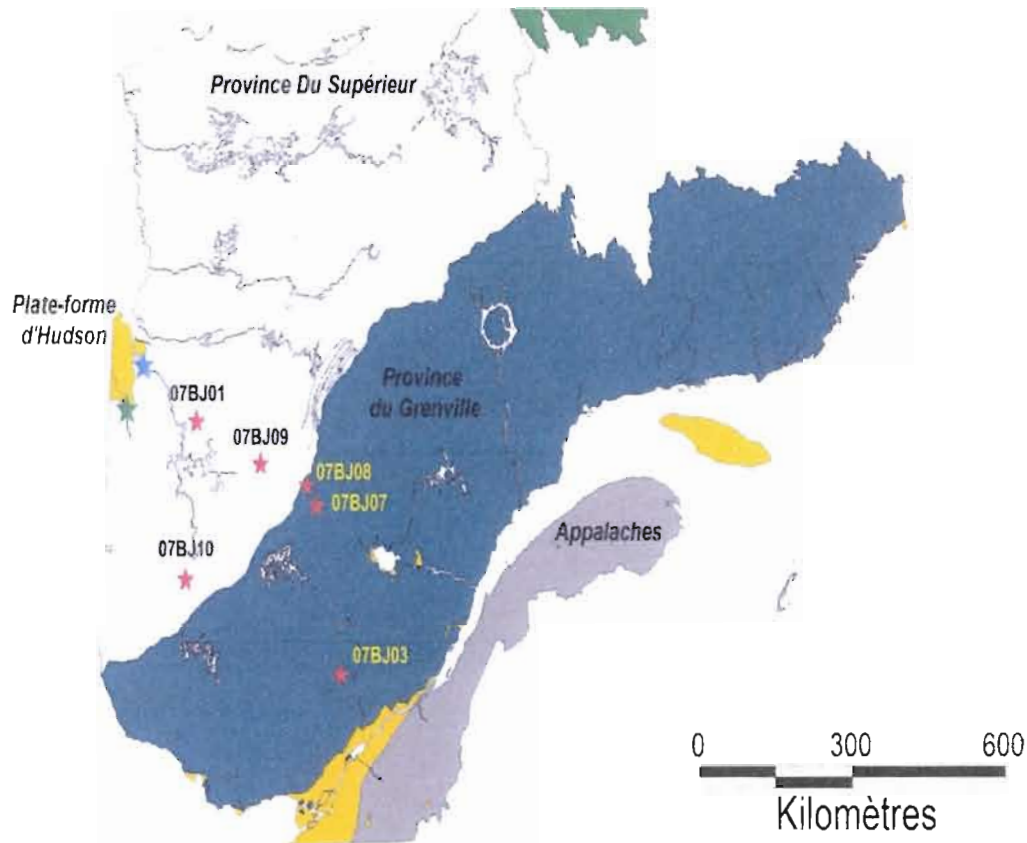 Province Du Supérieur
Plate-forme
d'Hudson
Province
du Grenville
07BJ01
07BJ09
07BJ08
07BJ07
Appalaches
07BJ10
07BJ03
0 300 600
Kilomètres